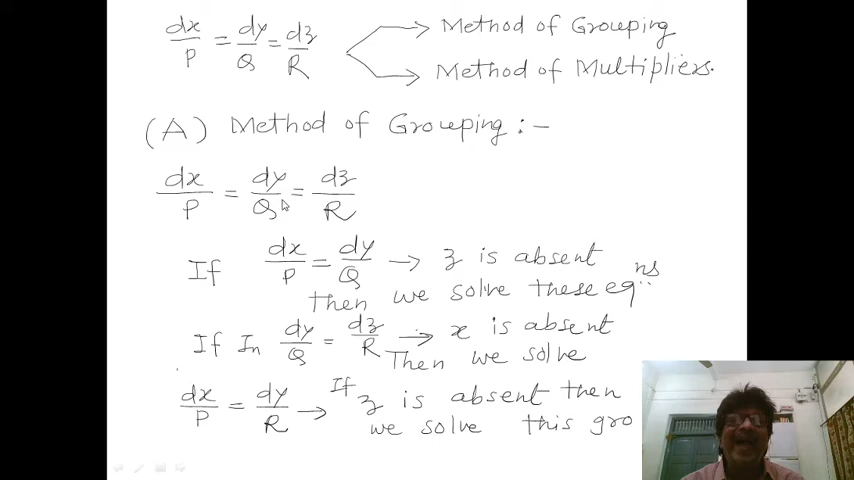 dx/P = dy/Q = dz/R → Method of Grouping
→ Method of Multipliers.
(A) Method of Grouping :-
dx/P = dy/Q = dz/R
If dx/P = dy/Q → z is absent
Then we solve these eqns..
If In dy/Q = dz/R → x is absent
Then we solve
dx/P = dy/R → If z is absent then
we solve this gro